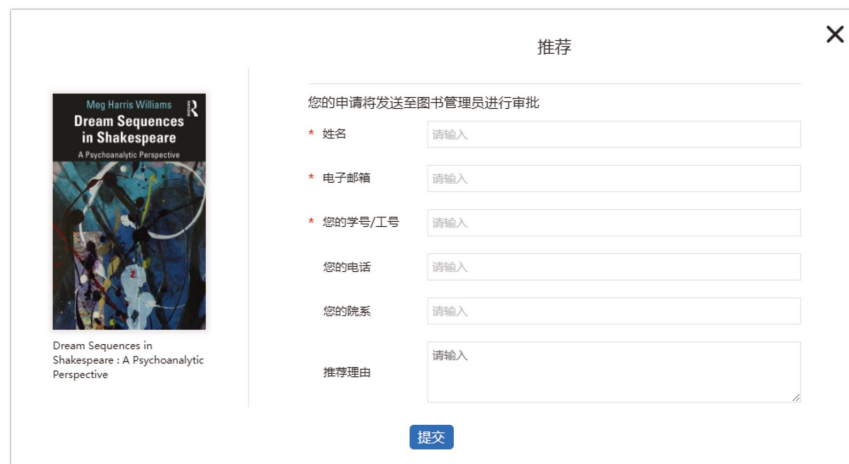 推荐
Meg Harris Williams
R
Dream Sequences
in Shakespeare
A Psychoanalytic Perspective
Dream Sequences in
Shakespeare : A Psychoanalytic
Perspective
您的申请将发送至图书管理员进行审批
* 姓名 请输入
* 电子邮箱 请输入
* 您的学号/工号 请输入
您的电话 请输入
您的院系 请输入
推荐理由 请输入
提交